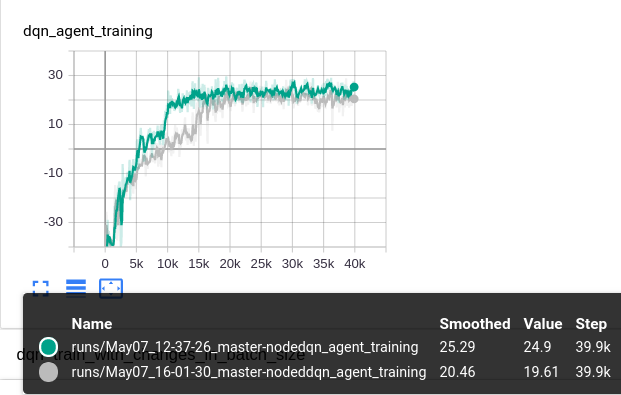 dqn_agent_training
30
10
-10
-30
0 5k 10k 15k 20k 25k 30k 35k 40k
Name Smoothed Value Step
runs/May07_12-37-26_master-nodedqn_agent_training 25.29 24.9 39.9k
dqn_train_with_changes_in_batch_size
runs/May07_16-01-30_master-nodeddqn_agent_training 20.46 19.61 39.9k